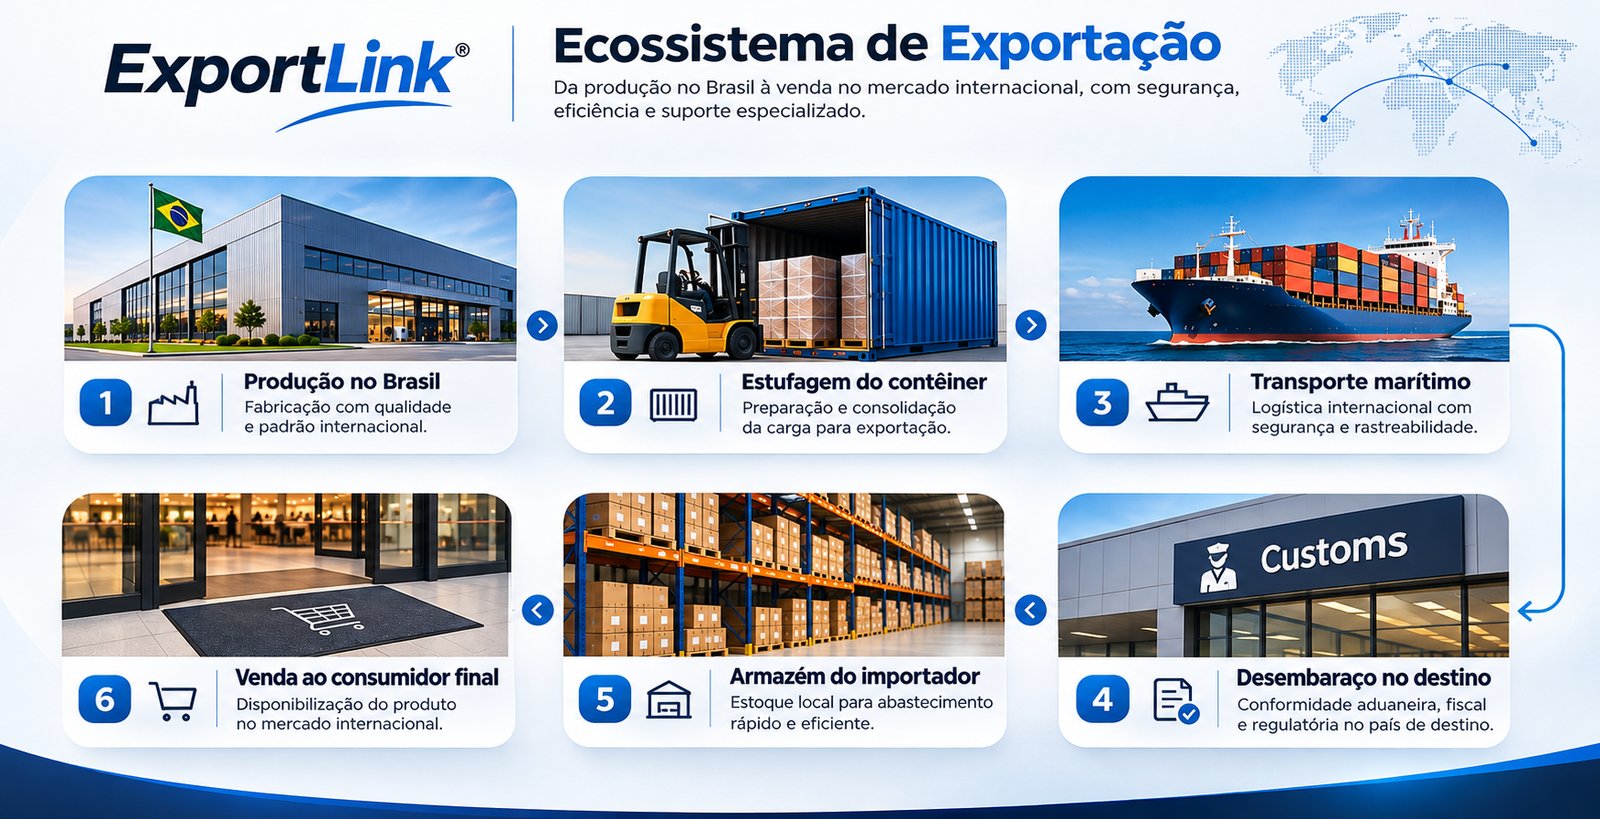 ExportLink®
Ecossistema de Exportação
Da produção no Brasil à venda no mercado internacional, com segurança,
eficiência e suporte especializado.
1
Produção no Brasil
Fabricação com qualidade
e padrão internacional.
2
Estufagem do contêiner
Preparação e consolidação
da carga para exportação.
3
Transporte marítimo
Logística internacional com
segurança e rastreabilidade.
Customs
4
Desembaraço no destino
Conformidade aduaneira, fiscal
e regulatória no país de destino.
5
Armazém do importador
Estoque local para abastecimento
rápido e eficiente.
6
Venda ao consumidor final
Disponibilização do produto
no mercado internacional.